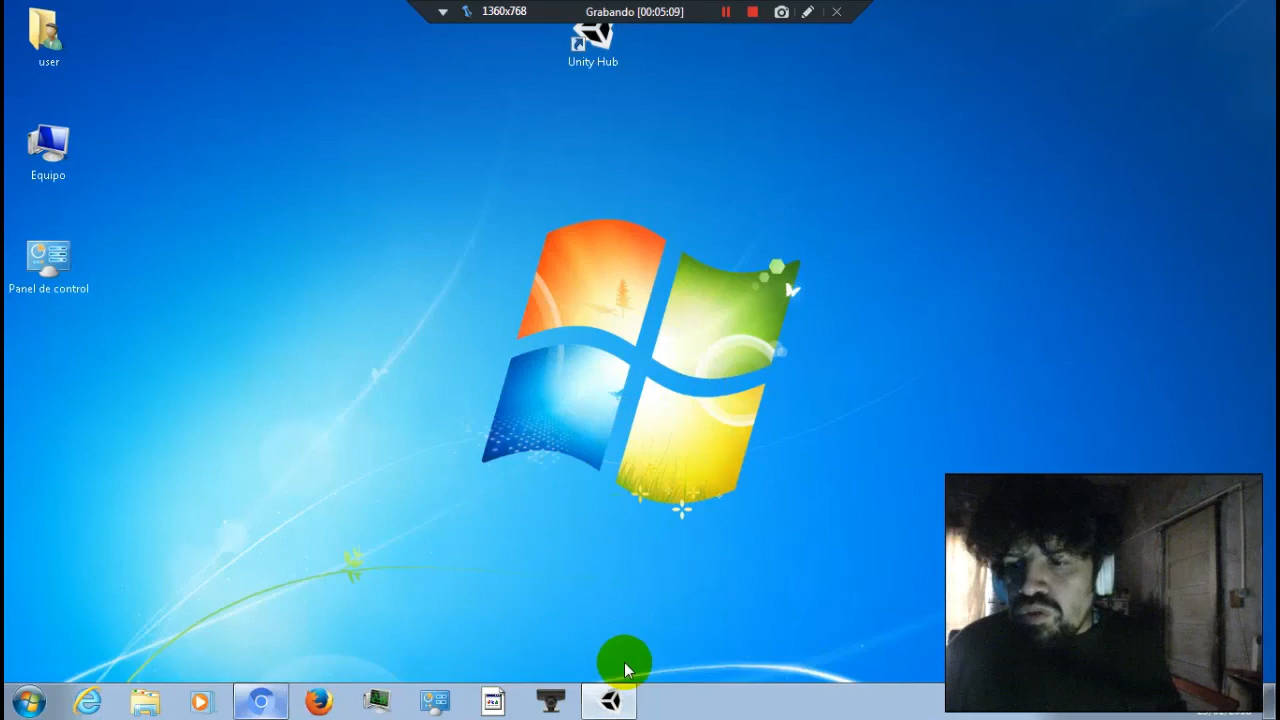 1360x768
Grabando [00:05:09]
user
Unity Hub
Equipo
Panel de control